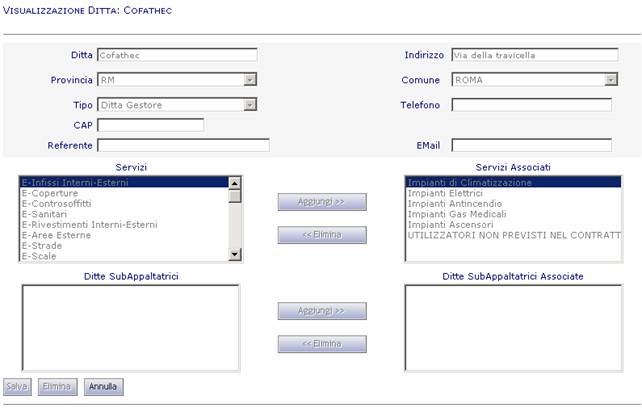 VISUALIZZAZIONE DITTA: COFATHEC
Ditta Cofathec Indirizzo Via della travicella
Provincia RM Comune ROMA
Tipo Ditta Gestore Telefono
CAP
Referente EMail
Servizi Servizi Associati
E-Infissi Interni-Esterni
E-Coperture
E-Controsoffitti
E-Sanitari
E-Rivestimenti Interni-Esterni
E-Aree Esterne
E-Strade
E-Scale
Aggiungi >>
<< Elimina
Impianti di Climatizzazione
Impianti Elettrici
Impianti Antincendio
Impianti Gas Medicali
Impianti Ascensori
UTILIZZATORI NON PREVISTI NEL CONTRATT
Ditte SubAppaltatrici Ditte SubAppaltatrici Associate
Aggiungi >>
<< Elimina
Salva Elimina Annulla